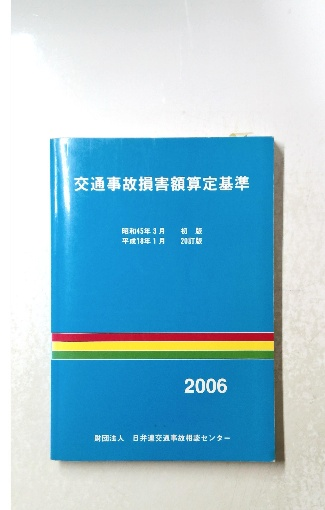 交通事故損害額算定基準
昭和45年3月 初 版
平成18年1月 20訂版
2006
財団法人 日弁連交通事故相談センター